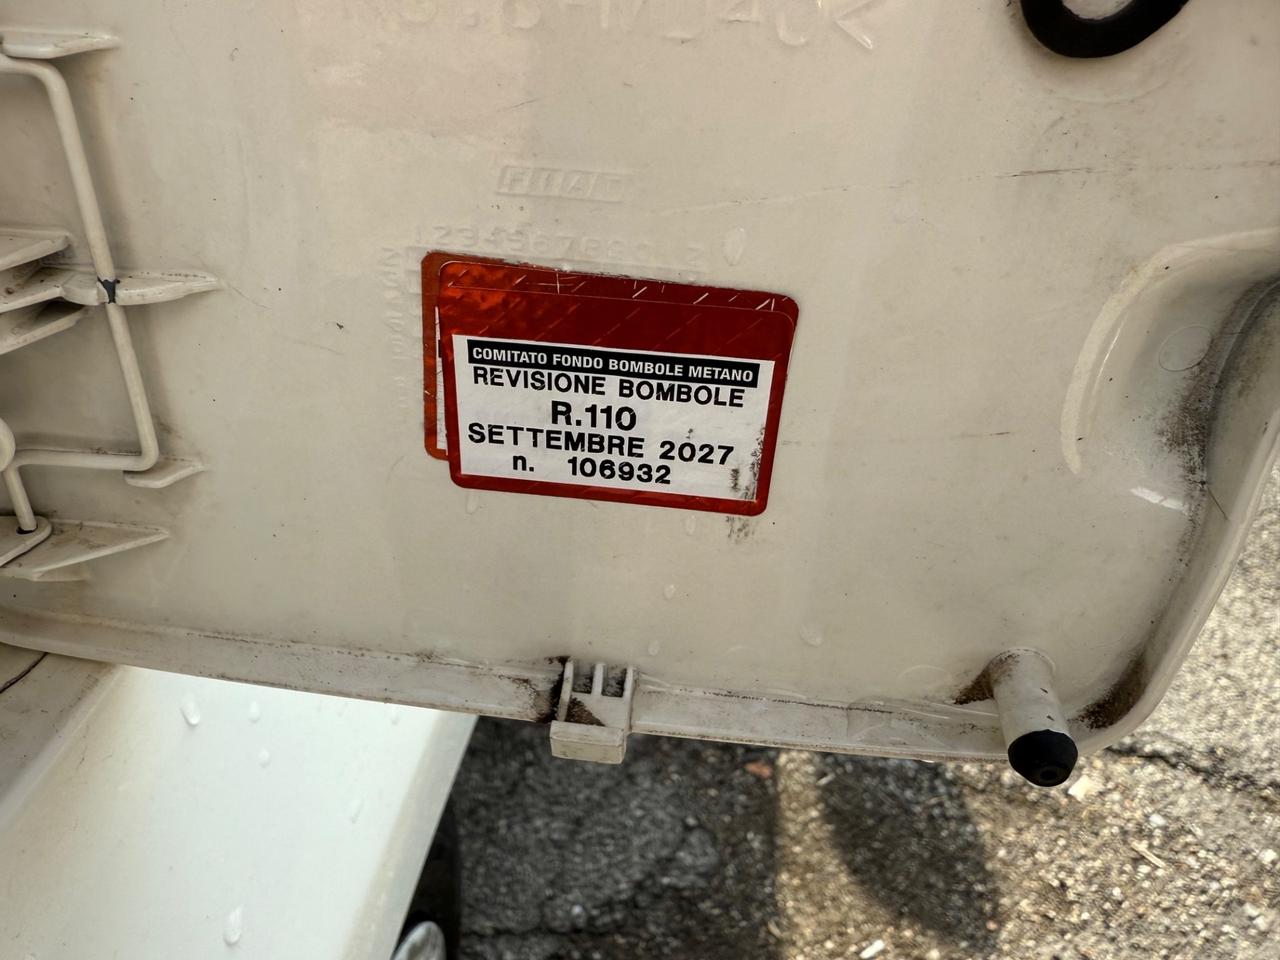 FIAT
COMITATO FONDO BOMBOLE METANO
REVISIONE BOMBOLE
R.110
SETTEMBRE 2027
n. 106932